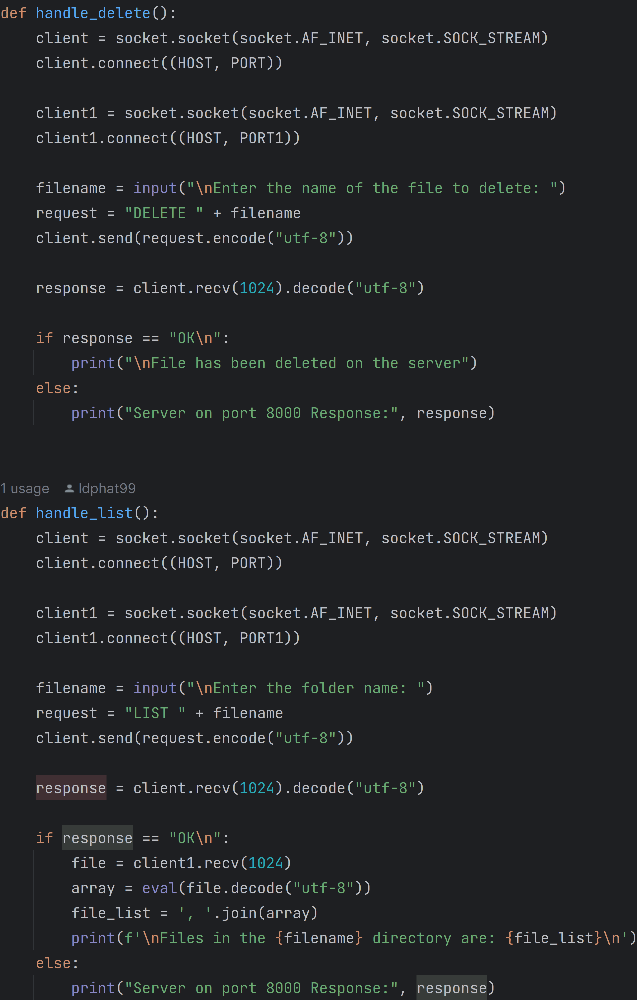 def handle_delete():
    client = socket.socket(socket.AF_INET, socket.SOCK_STREAM)
    client.connect((HOST, PORT))

    client1 = socket.socket(socket.AF_INET, socket.SOCK_STREAM)
    client1.connect((HOST, PORT1))

    filename = input("\nEnter the name of the file to delete: ")
    request = "DELETE " + filename
    client.send(request.encode("utf-8"))

    response = client.recv(1024).decode("utf-8")

    if response == "OK\n":
        print("\nFile has been deleted on the server")
    else:
        print("Server on port 8000 Response:", response)

1 usage ldphat99
def handle_list():
    client = socket.socket(socket.AF_INET, socket.SOCK_STREAM)
    client.connect((HOST, PORT))

    client1 = socket.socket(socket.AF_INET, socket.SOCK_STREAM)
    client1.connect((HOST, PORT1))

    filename = input("\nEnter the folder name: ")
    request = "LIST " + filename
    client.send(request.encode("utf-8"))

    response = client.recv(1024).decode("utf-8")

    if response == "OK\n":
        file = client1.recv(1024)
        array = eval(file.decode("utf-8"))
        file_list = ', '.join(array)
        print(f'\nFiles in the {filename} directory are: {file_list}\n')
    else:
        print("Server on port 8000 Response:", response)